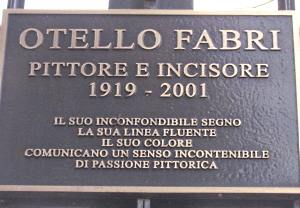 OTELLO FABRI
PITTORE E INCISORE
1919 - 2001
IL SUO INCONFONDIBILE SEGNO
LA SUA LINEA FLUENTE
IL SUO COLORE
COMUNICANO UN SENSO INCONTENIBILE
DI PASSIONE PITTORICA